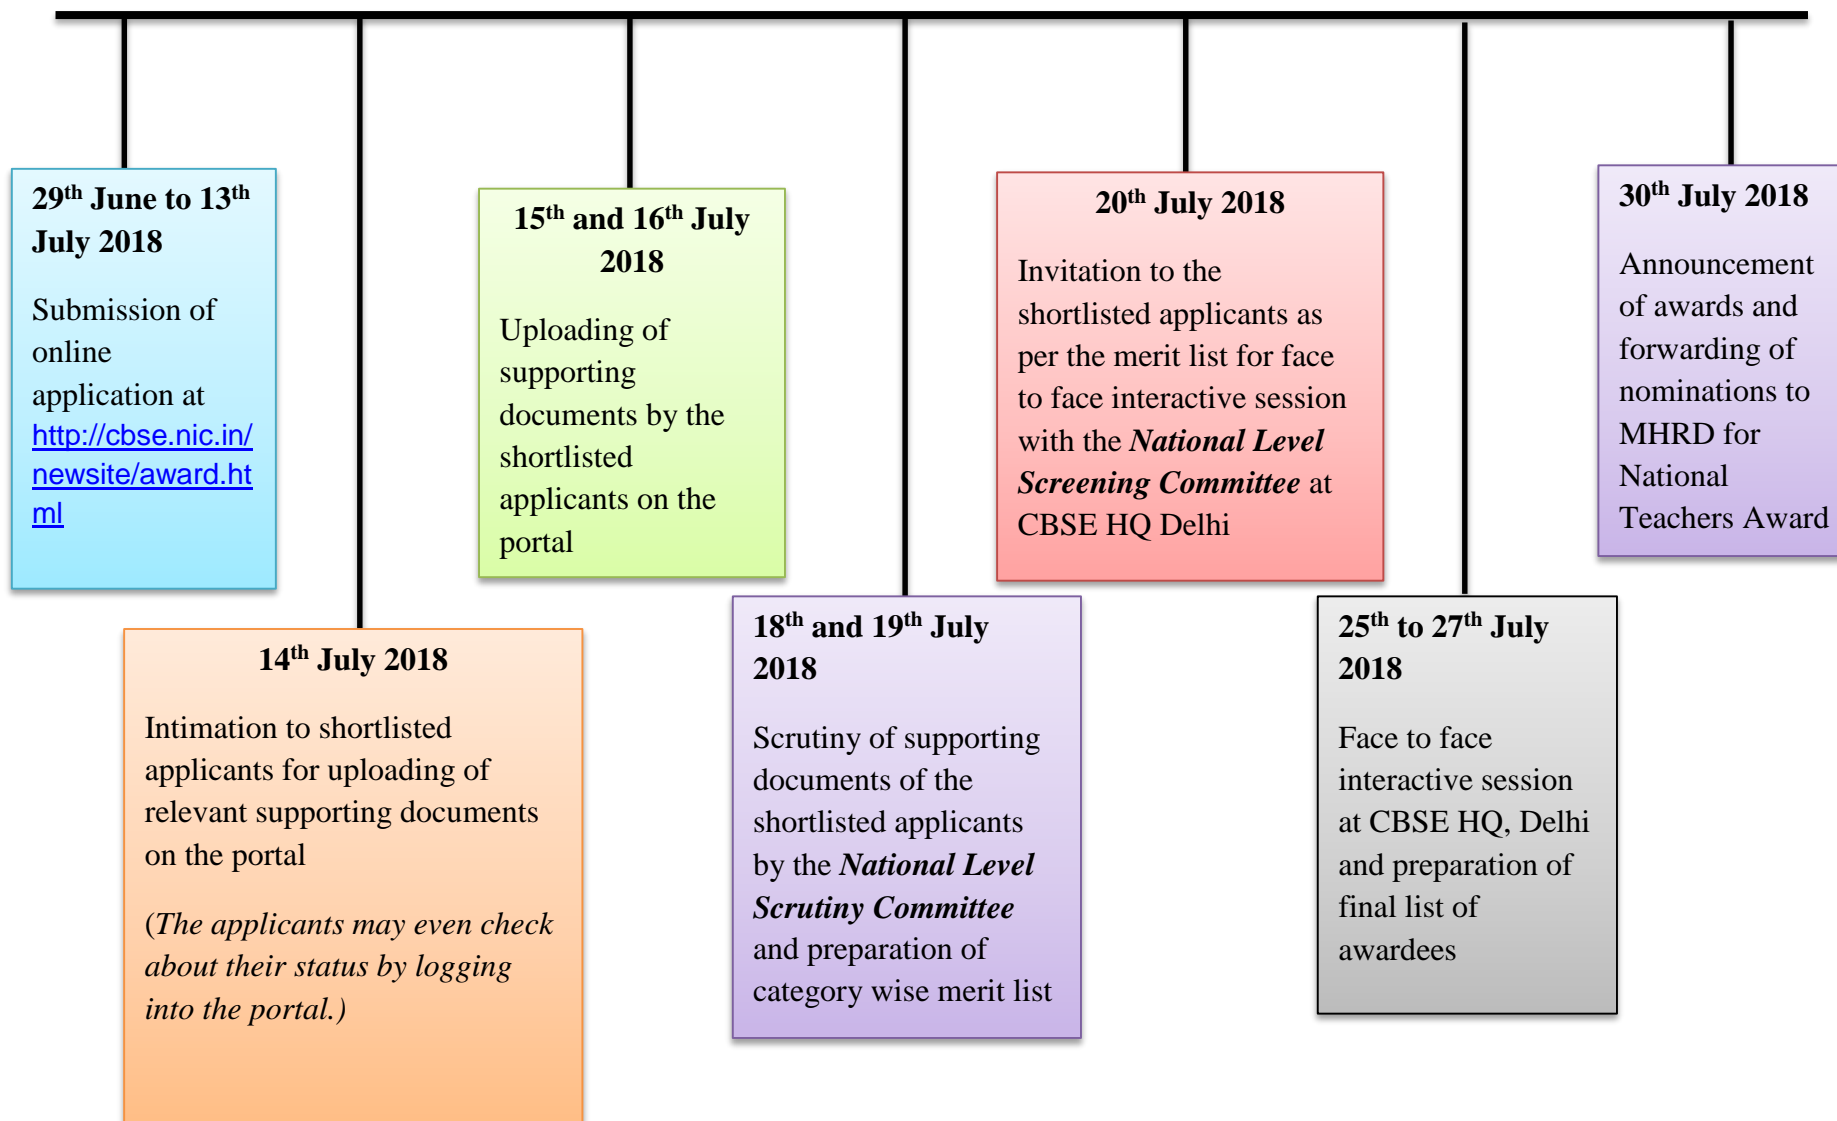 29th June to 13th
July 2018
Submission of
online
application at
http://cbse.nic.in/
newsite/award.ht
ml
14th July 2018
Intimation to shortlisted
applicants for uploading of
relevant supporting documents
on the portal
(The applicants may even check
about their status by logging
into the portal.)
15th and 16th July
2018
Uploading of
supporting
documents by the
shortlisted
applicants on the
portal
18th and 19th July
2018
Scrutiny of supporting
documents of the
shortlisted applicants
by the National Level
Scrutiny Committee
and preparation of
category wise merit list
20th July 2018
Invitation to the
shortlisted applicants as
per the merit list for face
to face interactive session
with the National Level
Screening Committee at
CBSE HQ Delhi
25th to 27th July
2018
Face to face
interactive session
at CBSE HQ, Delhi
and preparation of
final list of
awardees
30th July 2018
Announcement
of awards and
forwarding of
nominations to
MHRD for
National
Teachers Award